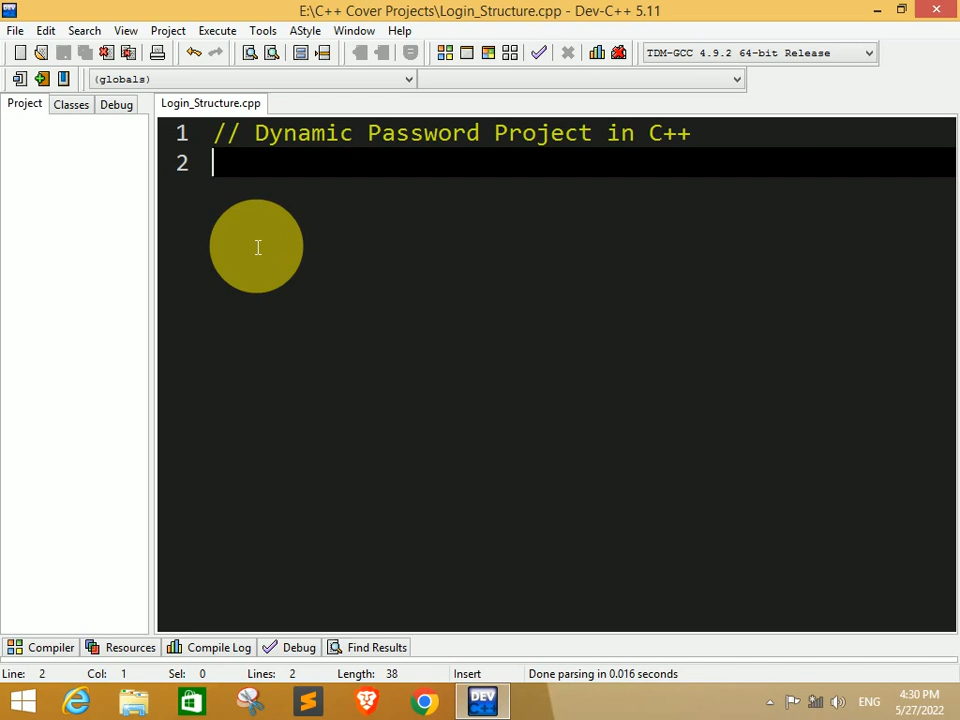 E:\C++ Cover Projects\Login_Structure.cpp - Dev-C++ 5.11
File Edit Search View Project Execute Tools AStyle Window Help
TDM-GCC 4.9.2 64-bit Release
(globals)
Project Classes Debug Login_Structure.cpp
1 // Dynamic Password Project in C++
2
Compiler Resources Compile Log Debug Find Results
Line: 2 Col: 1 Sel: 0 Lines: 2 Length: 38 Insert Done parsing in 0.016 seconds
DEV
ENG
4:30 PM
5/27/2022